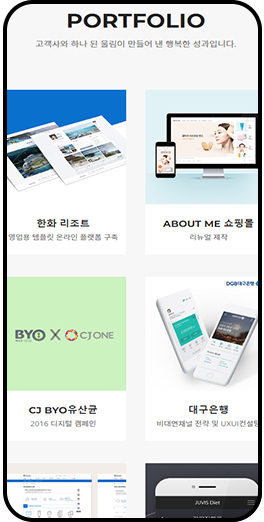 PORTFOLIO
고객사와 하나 된 올림이 만들어 낸 행복한 성과입니다.
한화 리조트
영업용 템플릿 온라인 플랫폼 구축
ABOUT ME 쇼핑몰
리뉴얼 제작
BYO X CJ ONE
CJ BYO유산균
2016 디지털 캠페인
DGB대구은행
대구은행
비대면채널 전략 및 UXUI컨설팅
JUVIS Diet